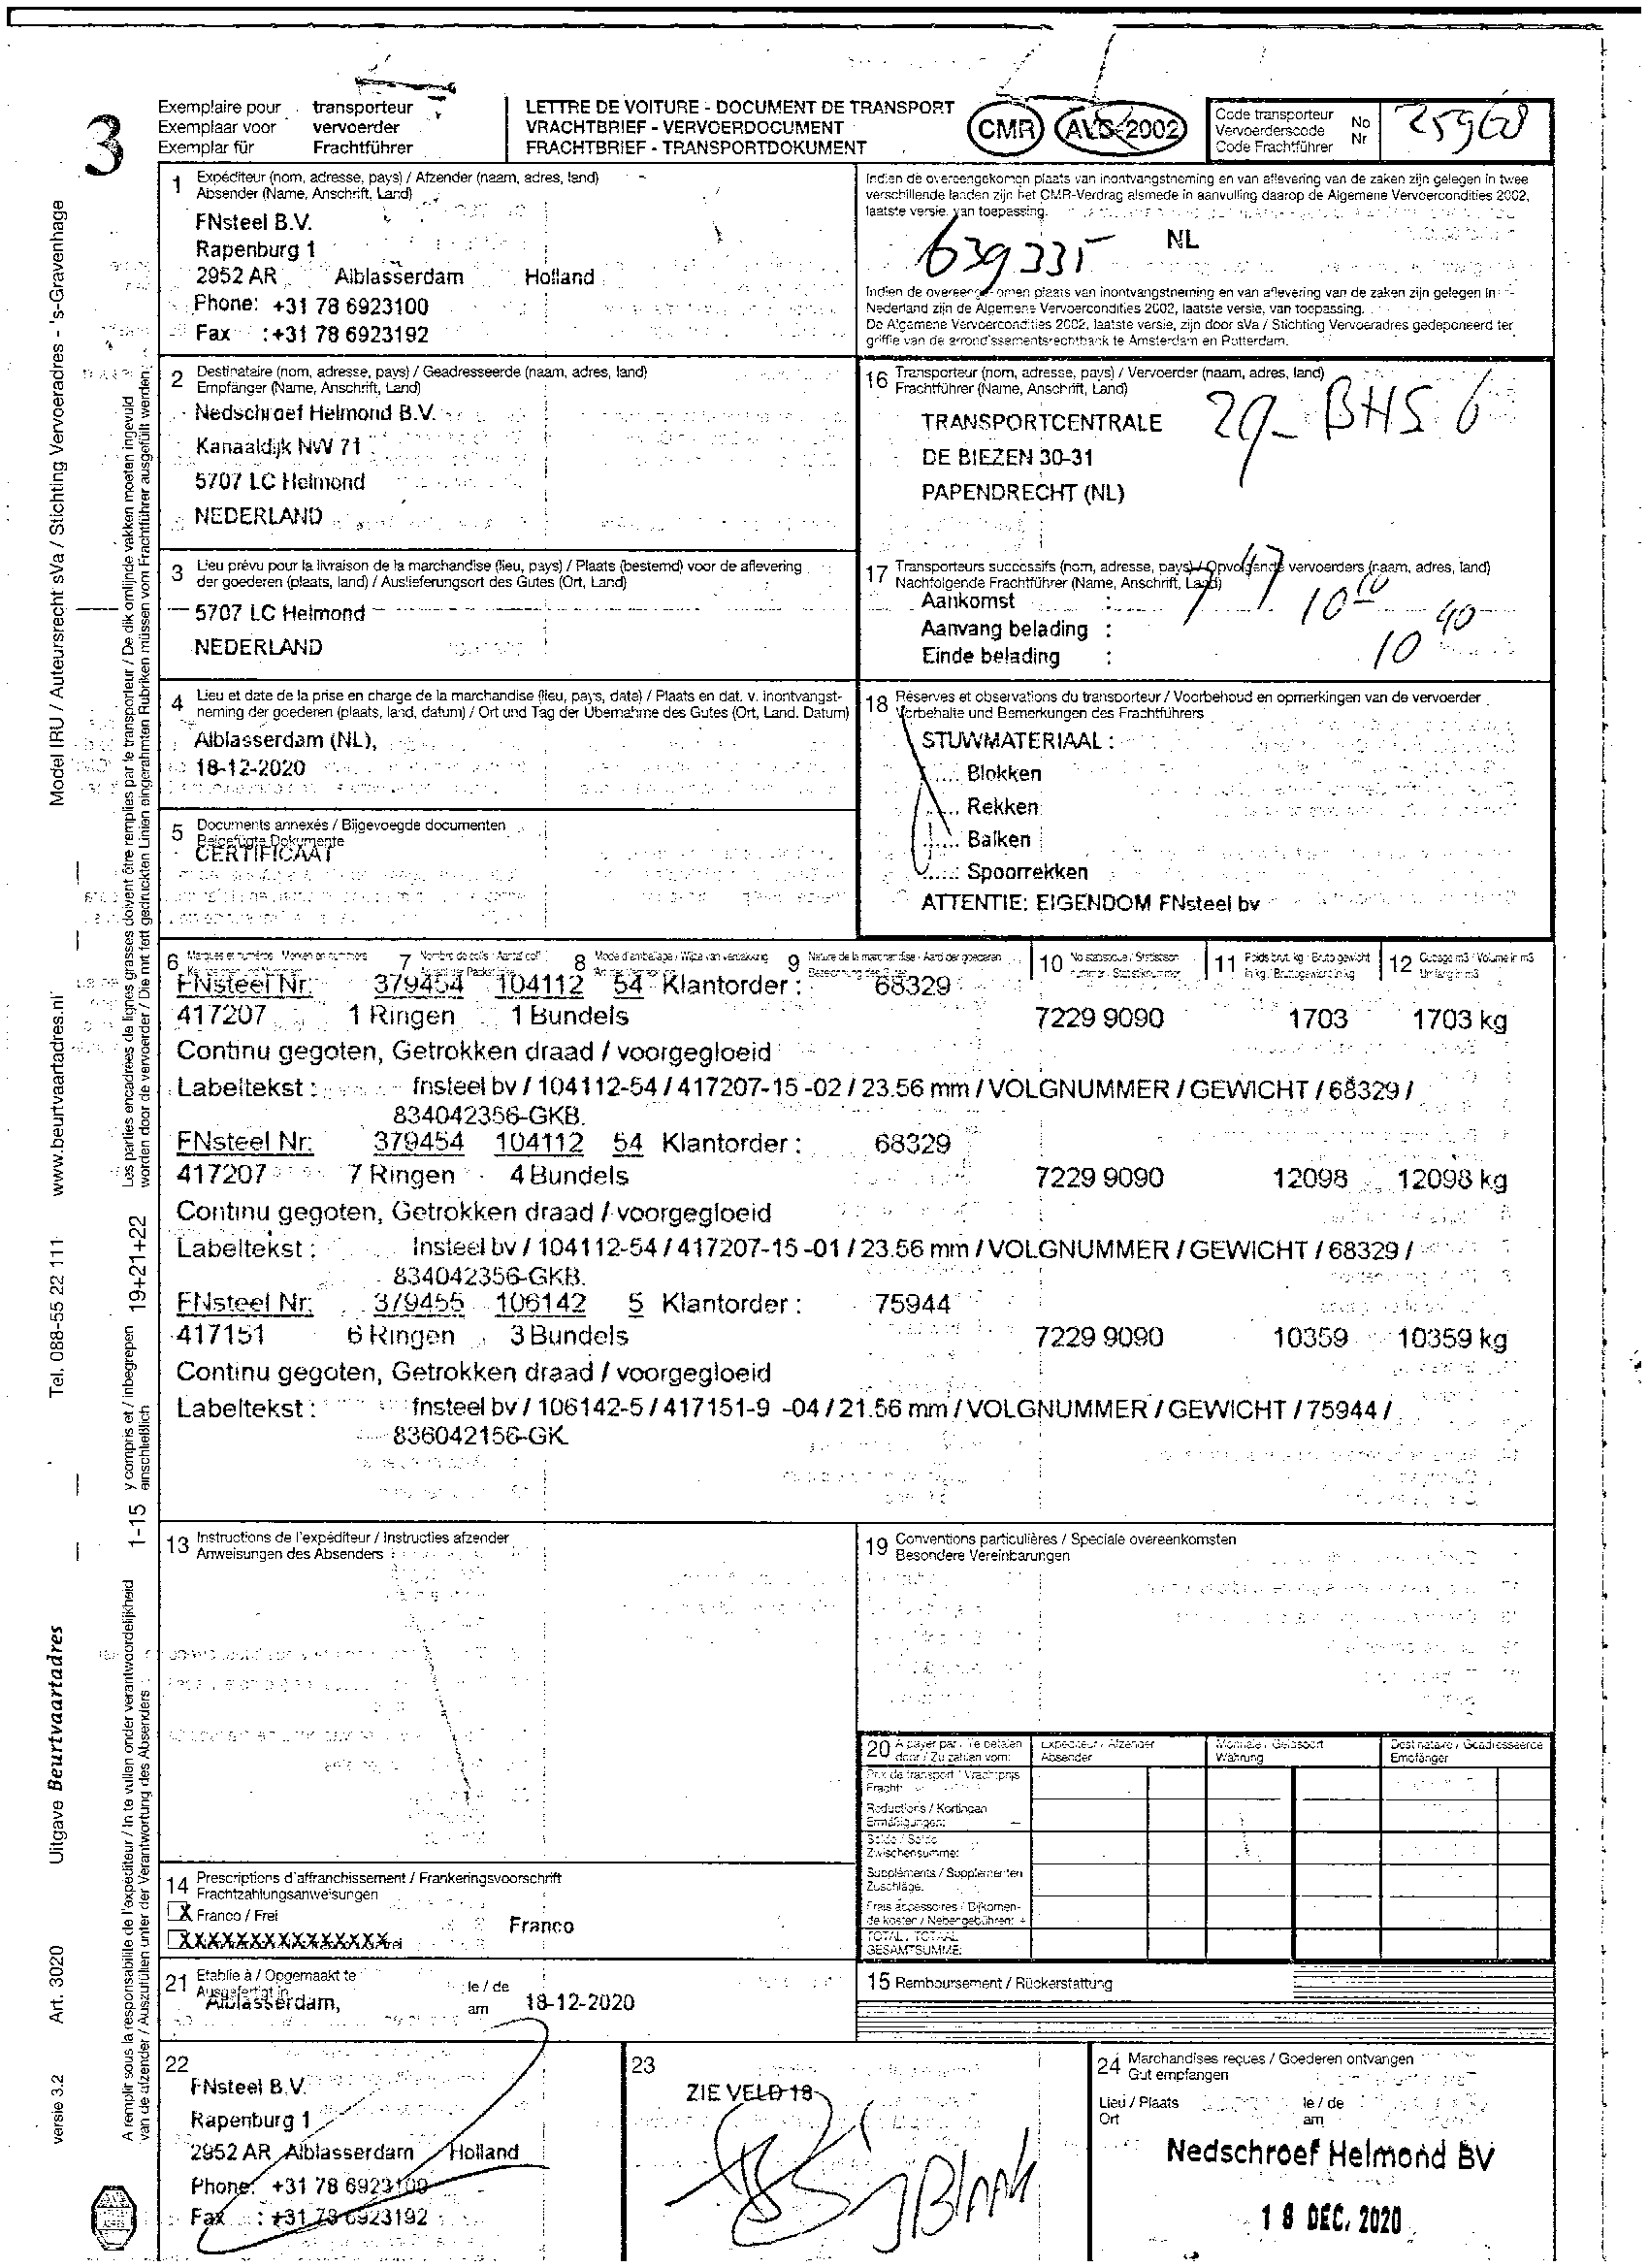 3
Exemplaire pour transporteur
Exemplaar voor vervoerder
Exemplar für Frachtführer
LETTRE DE VOITURE - DOCUMENT DE TRANSPORT
VRACHTBRIEF - VERVOERDOCUMENT
FRACHTBRIEF - TRANSPORTDOKUMENT
CMR AVC 2002
Code transporteur
Vervoerderscode
Code Frachtführer
No
Nr
25968
1 Expéditeur (nom, adresse, pays) / Afzender (naam, adres, land)
Absender (Name, Anschrift, Land)
FNsteel B.V.
Rapenburg 1
2952 AR Alblasserdam Holland
Phone: +31 78 6923100
Fax :+31 78 6923192
Indien de overeengekomen plaats van inontvangstneming en van aflevering van de zaken zijn gelegen in twee
verschillende landen zijn het CMR-Verdrag alsmede in aanvulling daarop de Algemene Vervoercondities 2002,
laatste versie, van toepassing.
639335 NL
Indien de overeengekomen plaats van inontvangstneming en van aflevering van de zaken zijn gelegen in
Nederland zijn de Algemene Vervoercondities 2002, laatste versie, van toepassing.
De Algemene Vervoercondities 2002, laatste versie, zijn door sVa / Stichting Vervoeradres gedeponeerd ter
griffie van de arrondissementsrechtbank te Amsterdam en Rotterdam.
2 Destinataire (nom, adresse, pays) / Geadresseerde (naam, adres, land)
Empfänger (Name, Anschrift, Land)
Nedschroef Helmond B.V.
Kanaaldijk NW 71
5707 LC Helmond
NEDERLAND
16 Transporteur (nom, adresse, pays) / Vervoerder (naam, adres, land)
Frachtführer (Name, Anschrift, Land)
TRANSPORTCENTRALE
DE BIEZEN 30-31
PAPENDRECHT (NL)
29-BHS-6
3 Lieu prévu pour la livraison de la marchandise (lieu, pays) / Plaats (bestemd) voor de aflevering
der goederen (plaats, land) / Auslieferungsort des Gutes (Ort, Land)
5707 LC Helmond
NEDERLAND
17 Transporteurs successifs (nom, adresse, pays) / Opvolgende vervoerders (naam, adres, land)
Nachfolgende Frachtführer (Name, Anschrift, Land)
Aankomst :
Aanvang belading :
Einde belading :
10 10
10 40
4 Lieu et date de la prise en charge de la marchandise (lieu, pays, date) / Plaats en dat. v. inontvangst-
neming der goederen (plaats, land, datum) / Ort und Tag der Übernahme des Gutes (Ort, Land, Datum)
Alblasserdam (NL),
18-12-2020
18 Réserves et observations du transporteur / Voorbehoud en opmerkingen van de vervoerder
Vorbehalte und Bemerkungen des Frachtführers
STUWMATERIAAL :
..... Blokken
..... Rekken
..... Balken
..... Spoorrekken
ATTENTIE: EIGENDOM FNsteel bv
5 Documents annexés / Bijgevoegde documenten
Beigefügte Dokumente
CERTIFICAAT
6 Marques et numéros 7 Nombre de colis 8 Mode d'emballage / Wijze van verpakking 9 Nature de la marchandise - Aard der goederen 10 No statistique 11 Poids brut, kg - Bruto gewicht 12 Cubage m3 - Volume in m3
FNsteel Nr: 379454 104112 54 Klantorder : 68329
417207 1 Ringen 1 Bundels 7229 9090 1703 1703 kg
Continu gegoten, Getrokken draad / voorgegloeid
Labeltekst : fnsteel bv / 104112-54 / 417207-15 -02 / 23.56 mm / VOLGNUMMER / GEWICHT / 68329 /
834042356-GKB.
FNsteel Nr: 379454 104112 54 Klantorder : 68329
417207 7 Ringen 4 Bundels 7229 9090 12098 12098 kg
Continu gegoten, Getrokken draad / voorgegloeid
Labeltekst : fnsteel bv / 104112-54 / 417207-15 -01 / 23.56 mm / VOLGNUMMER / GEWICHT / 68329 /
834042356-GKB.
FNsteel Nr: 379455 106142 5 Klantorder : 75944
417151 6 Ringen 3 Bundels 7229 9090 10359 10359 kg
Continu gegoten, Getrokken draad / voorgegloeid
Labeltekst : fnsteel bv / 106142-5 / 417151-9 -04 / 21.56 mm / VOLGNUMMER / GEWICHT / 75944 /
836042156-GK.
13 Instructions de l'expéditeur / Instructies afzender
Anweisungen des Absenders
19 Conventions particulières / Speciale overeenkomsten
Besondere Vereinbarungen
20 A payer par / Te betalen
door / Zu zahlen vom:
Expéditeur / Afzender
Absender
Monnaie / Geldsoort
Währung
Destinataire / Geadresseerde
Empfänger
Prix de transport / Vrachtprijs
Fracht:
Reductions / Kortingen
Ermäßigungen: -
Solde / Saldo
Zwischensumme:
Suppléments / Supplementen
Zuschläge:
Frais accessoires / Bijkomen-
de kosten / Nebengebühren: +
TOTAL / TOTAAL
GESAMTSUMME:
14 Prescriptions d'affranchissement / Frankeringsvoorschrift
Frachtzahlungsanweisungen
X Franco / Frei
XXXXXXXXXXXXXXX
Franco
21 Etablie à / Opgemaakt te
Ausgefertigt in
Alblasserdam,
le / de
am
18-12-2020
15 Remboursement / Rückerstattung
22
FNsteel B.V.
Rapenburg 1
2952 AR Alblasserdam Holland
Phone: +31 78 6923100
Fax : +31 78 6923192
23
ZIE VELD 18
24 Marchandises reçues / Goederen ontvangen
Gut empfangen
Lieu / Plaats
Ort
le / de
am
Nedschroef Helmond BV
18 DEC. 2020
Model IRU / Auteursrecht sVa / Stichting Vervoeradres - 's-Gravenhage
www.beurtvaartadres.nl
Tel. 088-55 22 111
Uitgave Beurtvaartadres
Art. 3020
versie 3.2
Les parties encadrées de lignes grasses doivent être remplies par le transporteur / De dik omlijnde vakken moeten ingevuld
worden door de vervoerder / Die mit fett gedruckten Linien eingerahmten Rubriken müssen vom Frachtführer ausgefüllt werden.
19+21+22
y compris et / inbegrepen
einschließlich
1-15
A remplir sous la responsabilité de l'expéditeur / In te vullen onder verantwoordelijkheid
van de afzender / Auszufüllen unter der Verantwortung des Absenders